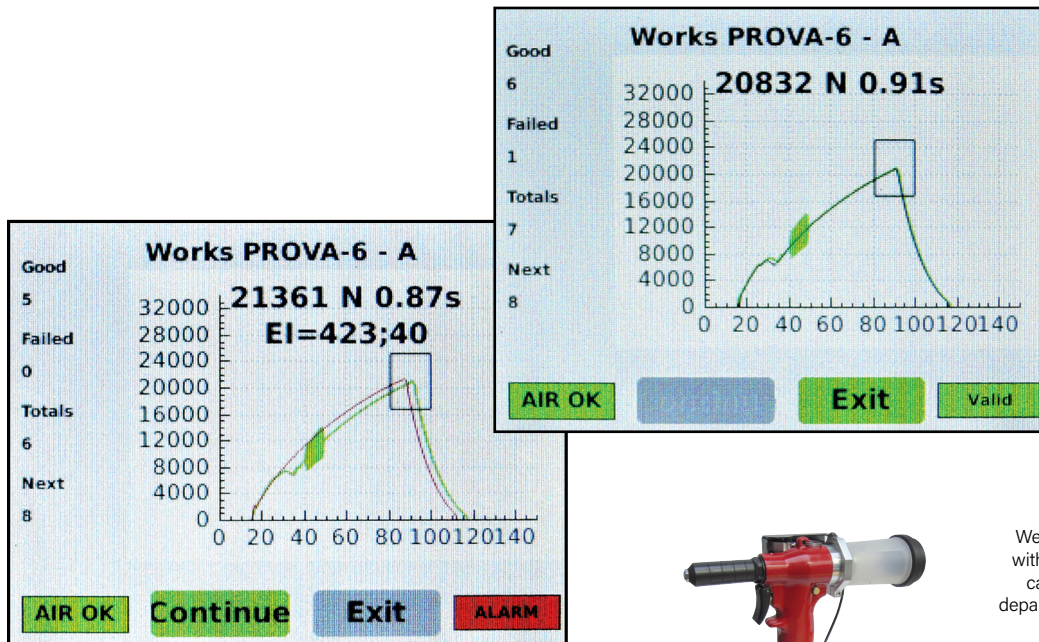 Works PROVA-6 - A
Good
6
Failed
1
Totals
7
Next
8
20832 N 0.91s
32000
28000
24000
20000
16000
12000
8000
4000
0
0 20 40 60 80 100120140
AIR OK
Exit
Valid
Works PROVA-6 - A
Good
5
Failed
0
Totals
6
Next
8
21361 N 0.87s
EI=423;40
32000
28000
24000
20000
16000
12000
8000
4000
0
0 20 40 60 80 100120140
AIR OK
Continue
Exit
ALARM
We
with
ca
depa